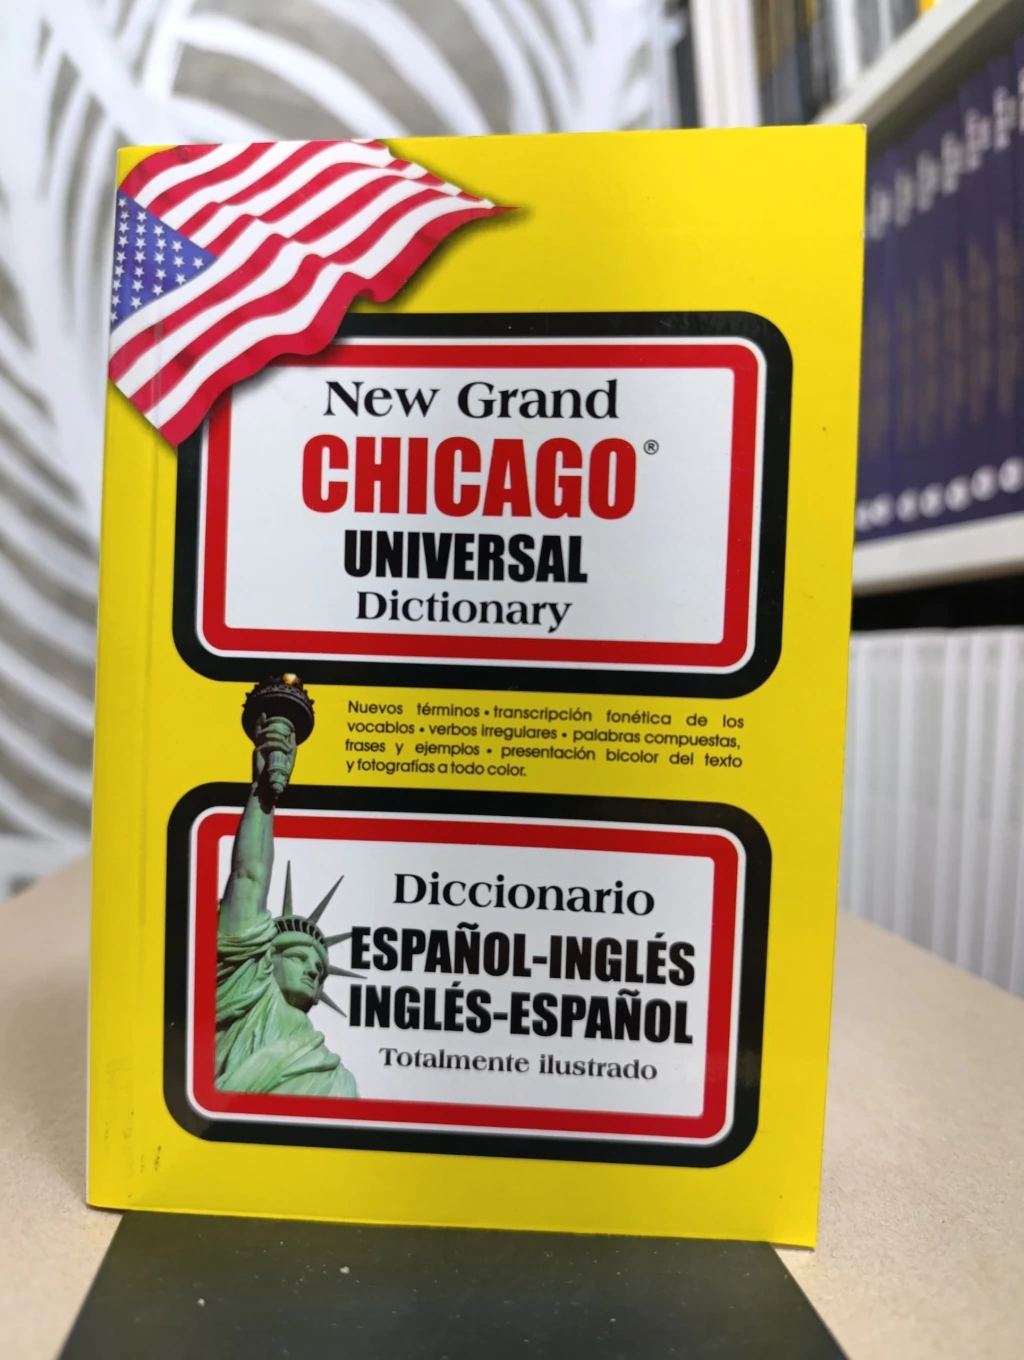 New Grand
CHICAGO®
UNIVERSAL
Dictionary
Nuevos términos • transcripción fonética de los
vocablos • verbos irregulares • palabras compuestas,
frases y ejemplos • presentación bicolor del texto
y fotografías a todo color.
Diccionario
ESPAÑOL-INGLÉS
INGLÉS-ESPAÑOL
Totalmente ilustrado